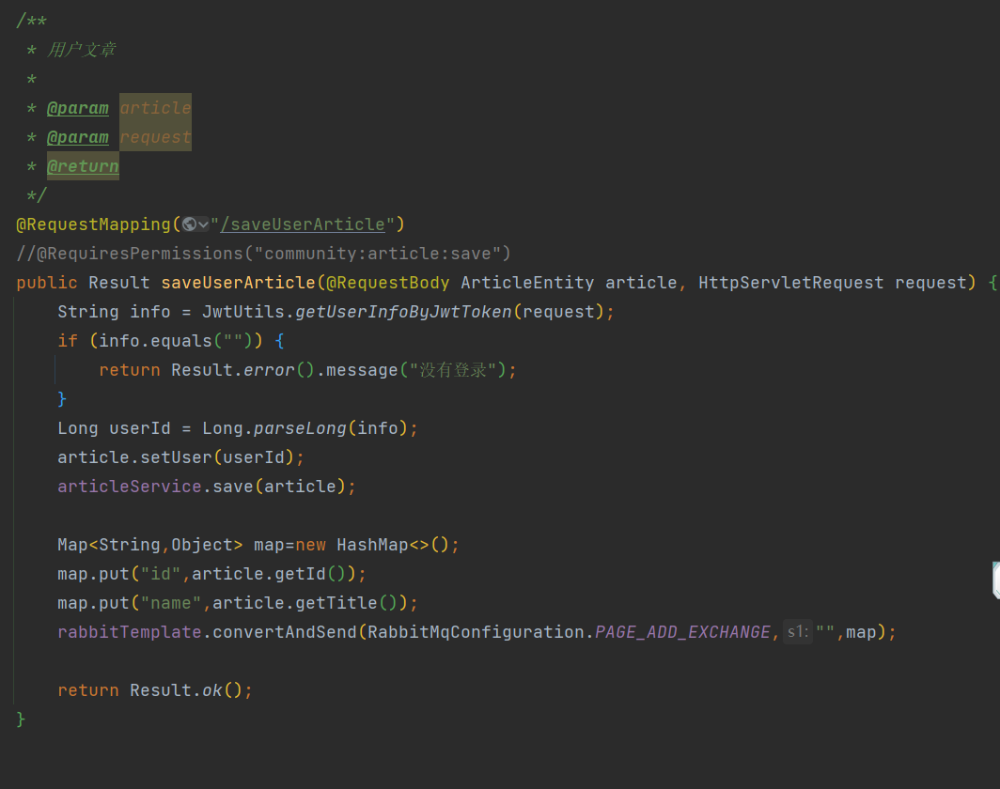 /**
 * 用户文章
 *
 * @param article
 * @param request
 * @return
 */
@RequestMapping("/saveUserArticle")
//@RequiresPermissions("community:article:save")
public Result saveUserArticle(@RequestBody ArticleEntity article, HttpServletRequest request) {
    String info = JwtUtils.getUserInfoByJwtToken(request);
    if (info.equals("")) {
        return Result.error().message("没有登录");
    }
    Long userId = Long.parseLong(info);
    article.setUser(userId);
    articleService.save(article);

    Map<String,Object> map=new HashMap<>();
    map.put("id",article.getId());
    map.put("name",article.getTitle());
    rabbitTemplate.convertAndSend(RabbitMqConfiguration.PAGE_ADD_EXCHANGE, s1: "",map);

    return Result.ok();
}